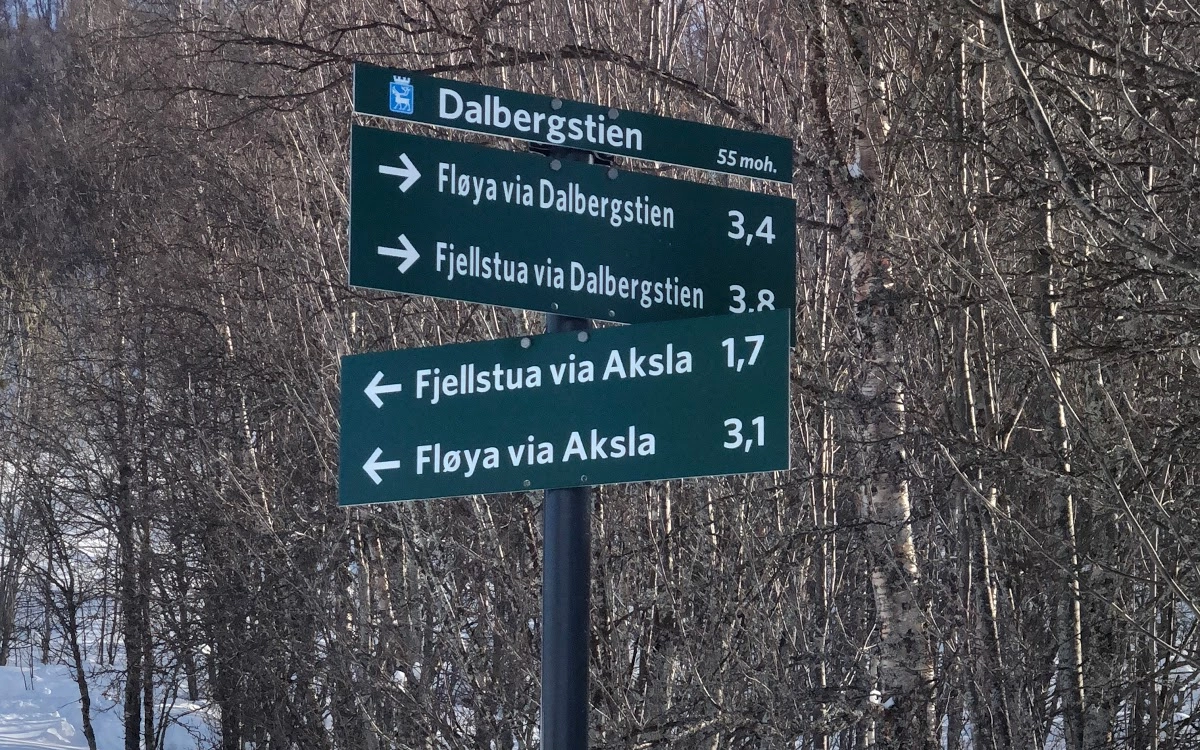 Dalbergstien 55 moh.
→ Fløya via Dalbergstien 3,4
→ Fjellstua via Dalbergstien 3,8
← Fjellstua via Aksla 1,7
← Fløya via Aksla 3,1